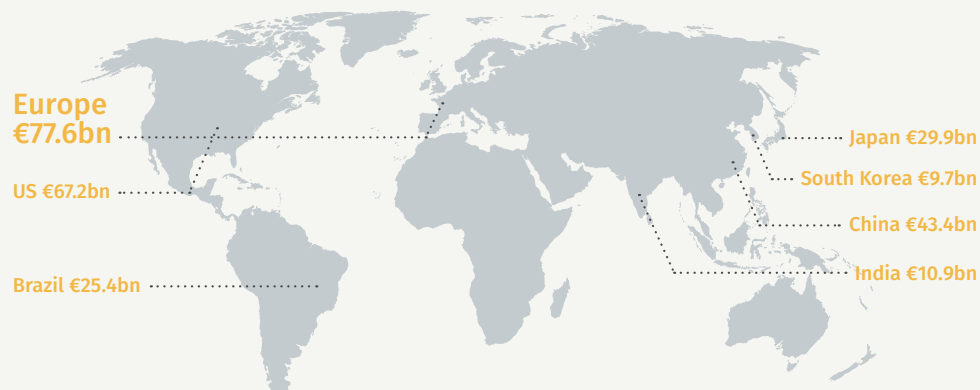 Europe
€77.6bn
US €67.2bn
Brazil €25.4bn
Japan €29.9bn
South Korea €9.7bn
China €43.4bn
India €10.9bn